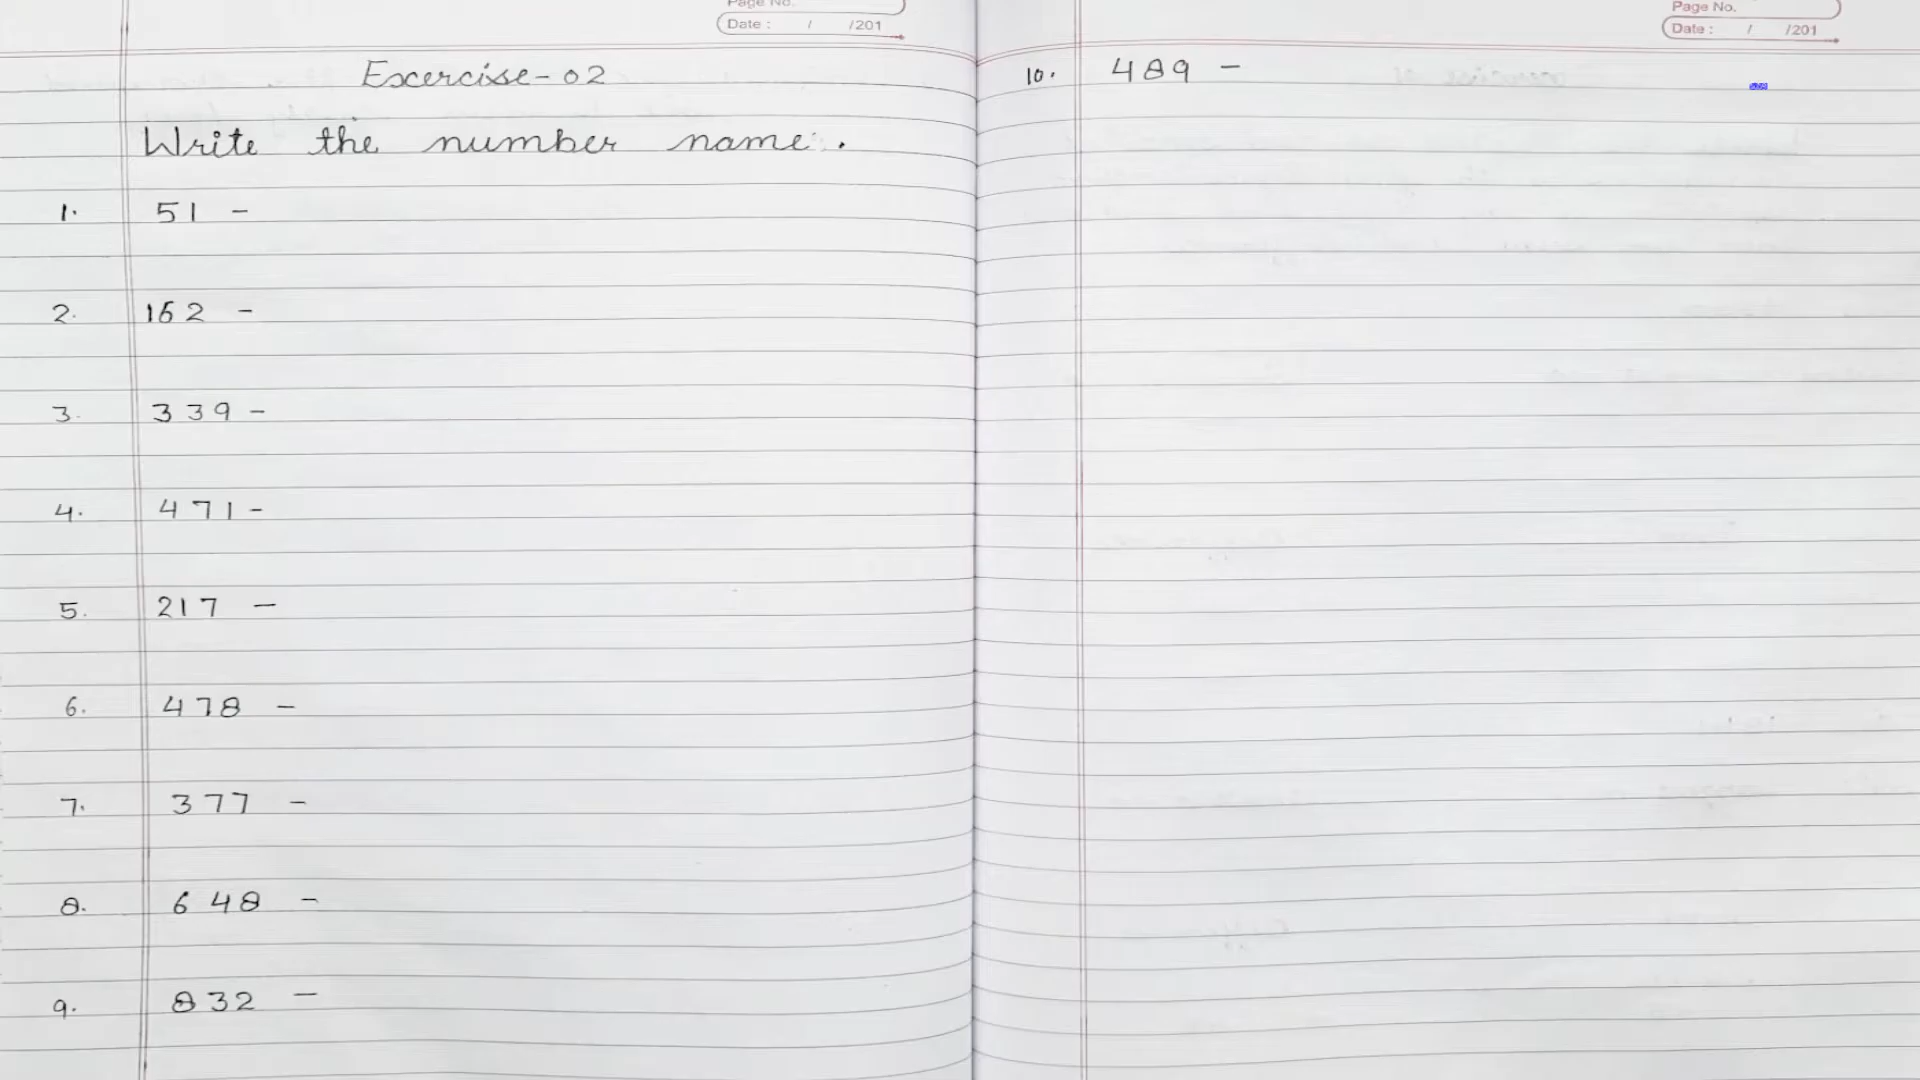 Page No.
Date : / /201
Excercise-02
Write the number name.
1. 51 -
2. 162 -
3. 339 -
4. 471 -
5. 217 -
6. 478 -
7. 377 -
8. 648 -
9. 832 -
Page No.
Date : / /201
10. 489 -